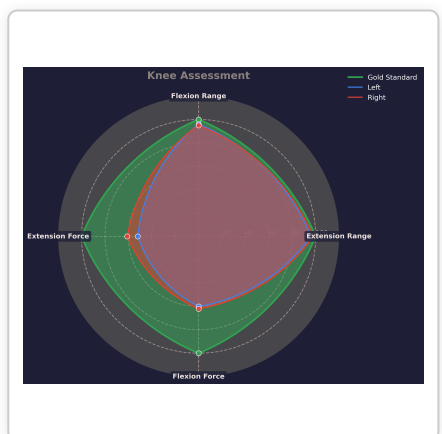 Knee Assessment
Gold Standard
Left
Right
Flexion Range
Extension Force
Extension Range
Flexion Force